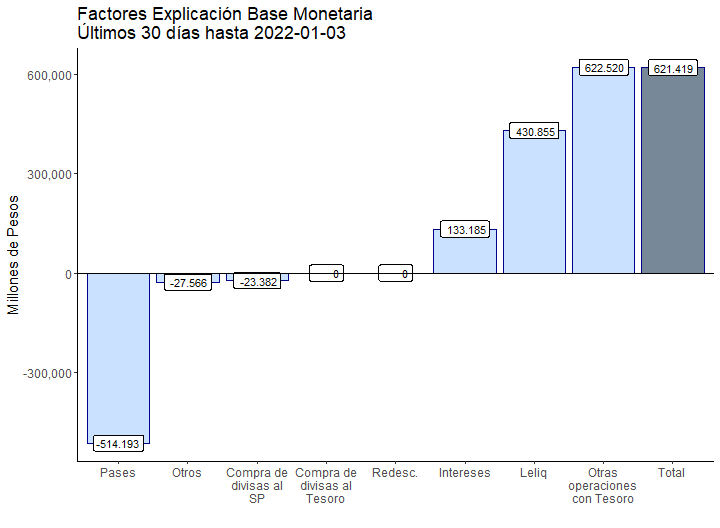 Factores Explicación Base Monetaria
Últimos 30 días hasta 2022-01-03
Millones de Pesos
600,000
300,000
0
-300,000
-514.193
-27.566
-23.382
0
0
133.185
430.855
622.520
621.419
Pases
Otros
Compra de
divisas al
SP
Compra de
divisas al
Tesoro
Redesc.
Intereses
Leliq
Otras
operaciones
con Tesoro
Total